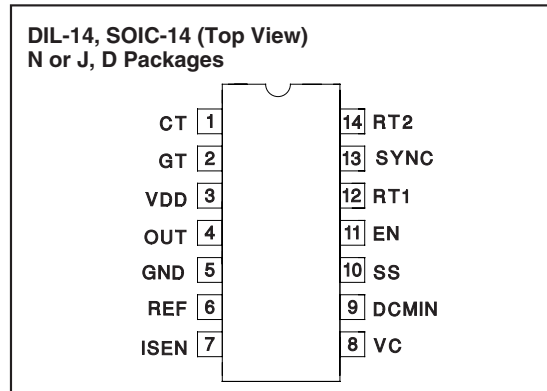 DIL-14, SOIC-14 (Top View)
N or J, D Packages
CT 1 14 RT2
GT 2 13 SYNC
VDD 3 12 RT1
OUT 4 11 EN
GND 5 10 SS
REF 6 9 DCMIN
ISEN 7 8 VC